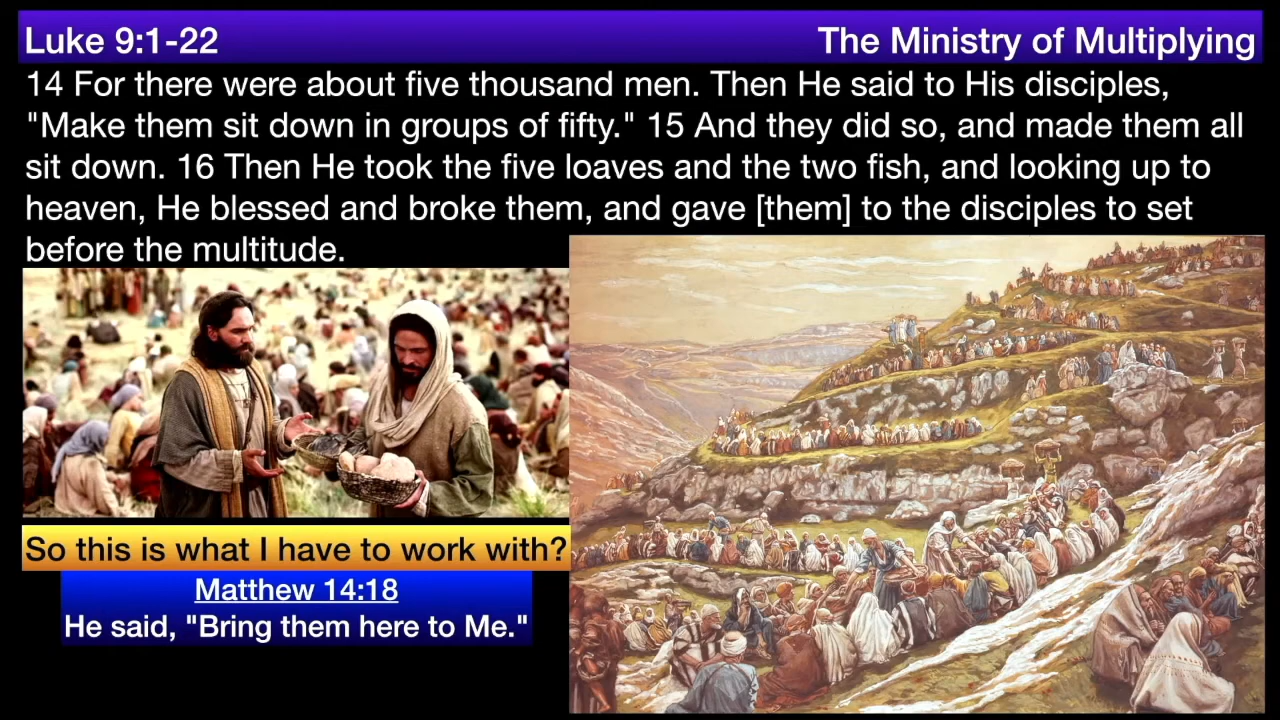 Luke 9:1-22
The Ministry of Multiplying
14 For there were about five thousand men. Then He said to His disciples,
"Make them sit down in groups of fifty." 15 And they did so, and made them all
sit down. 16 Then He took the five loaves and the two fish, and looking up to
heaven, He blessed and broke them, and gave [them] to the disciples to set
before the multitude.
So this is what I have to work with?
Matthew 14:18
He said, "Bring them here to Me."